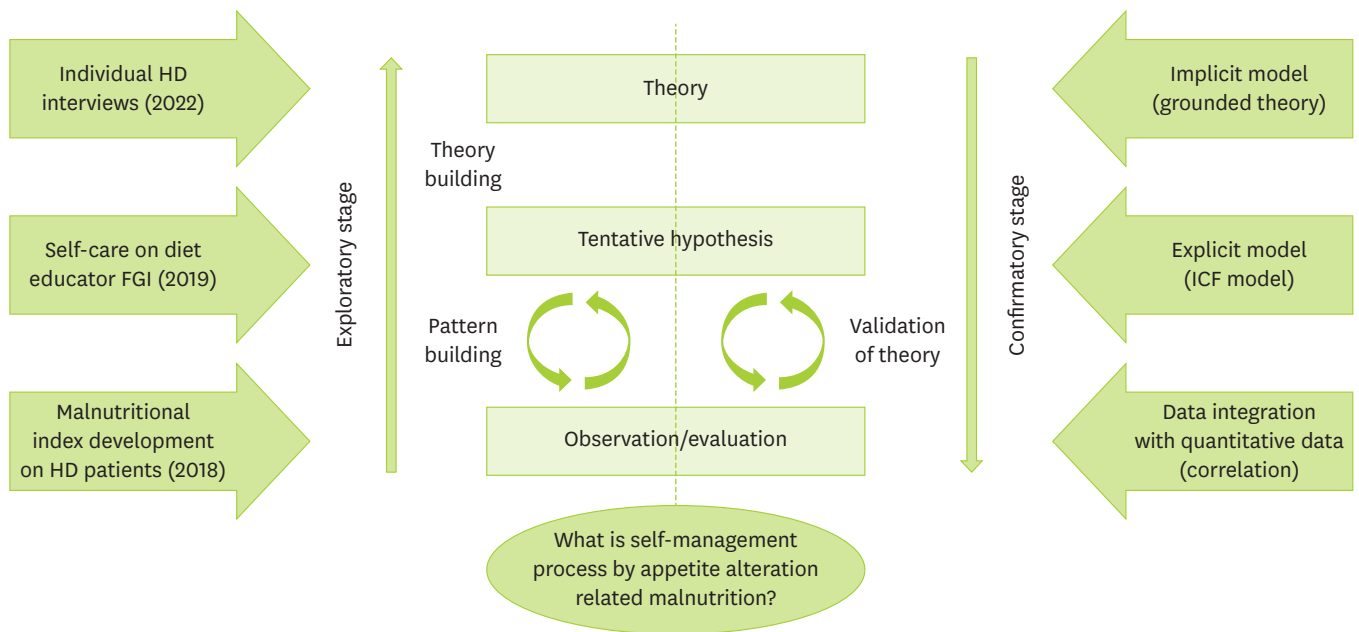 Individual HD
interviews (2022)
Self-care on diet
educator FGI (2019)
Malnutritional
index development
on HD patients (2018)
Exploratory stage
Theory
building
Pattern
building
Theory
Tentative hypothesis
Observation/evaluation
What is self-management
process by appetite alteration
related malnutrition?
Validation
of theory
Confirmatory stage
Implicit model
(grounded theory)
Explicit model
(ICF model)
Data integration
with quantitative data
(correlation)